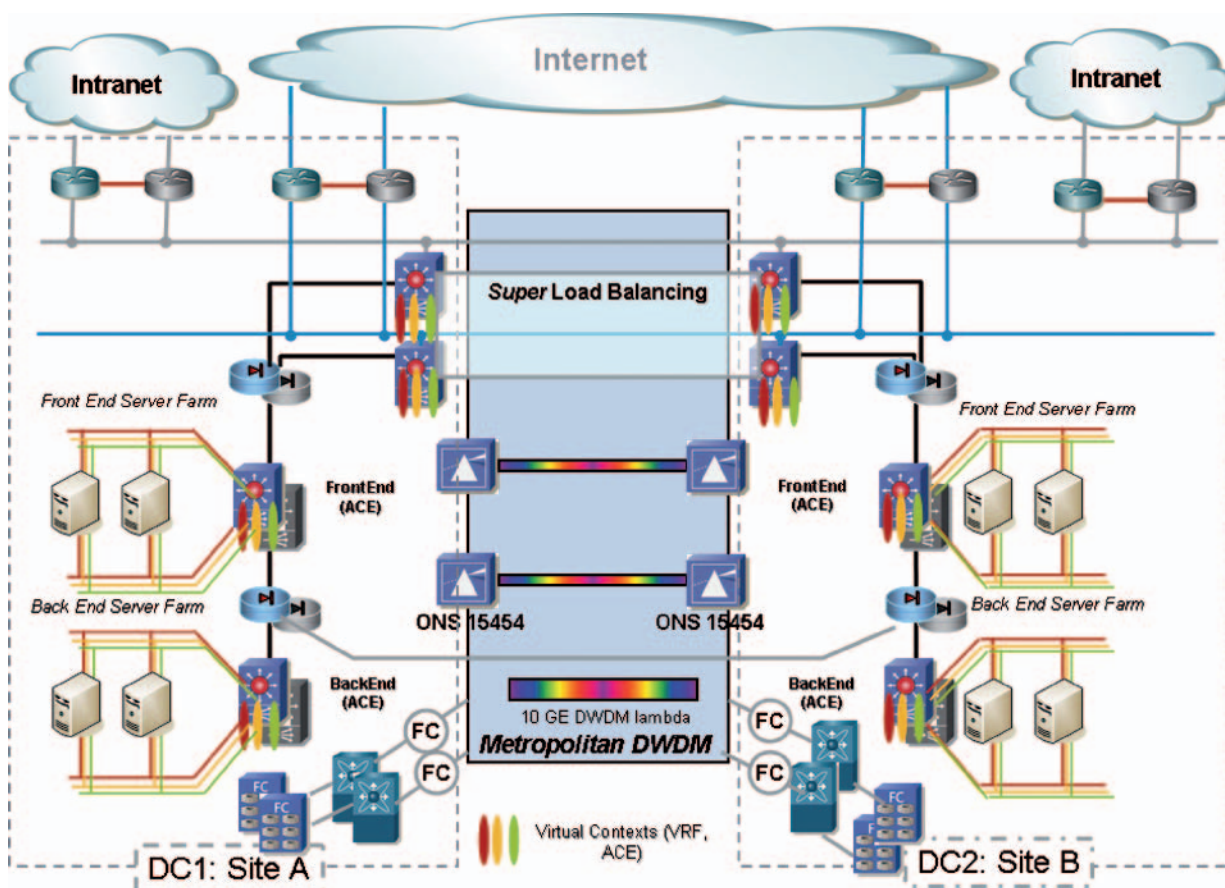 Internet
Intranet
Intranet
Super Load Balancing
Front End Server Farm
Front End Server Farm
FrontEnd
(ACE)
FrontEnd
(ACE)
Back End Server Farm
Back End Server Farm
ONS 15454
ONS 15454
BackEnd
(ACE)
BackEnd
(ACE)
10 GE DWDM lambda
Metropolitan DWDM
FC
FC
FC
FC
FC
FC
FC
FC
Virtual Contexts (VRF,
ACE)
DC1: Site A
DC2: Site B